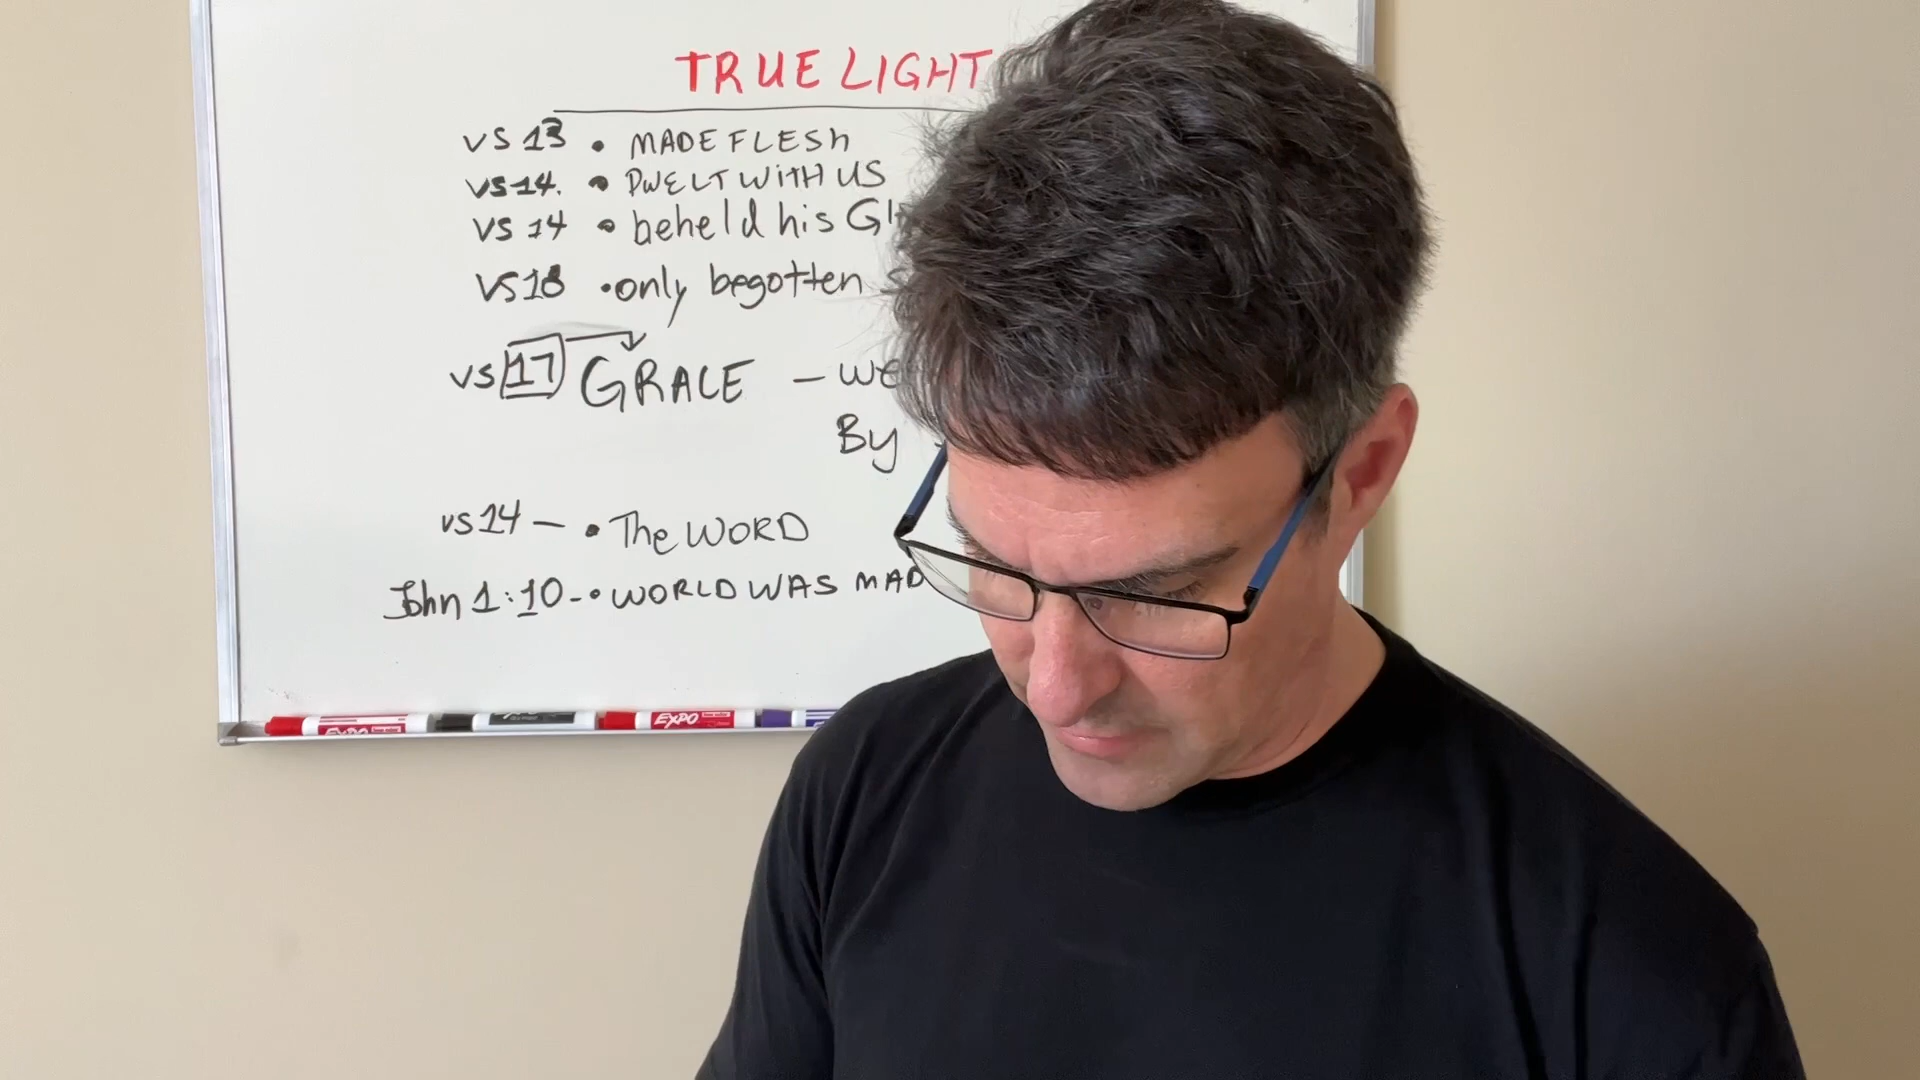 TRUE LIGHT
VS 13 • MADE FLESH
VS 14. • DWELT WITH US
VS 14 • beheld his Gl
VS 18 • only begotten s
VS 17 GRACE – WE
By
VS 14 – • The WORD
John 1:10 - • WORLD WAS MAD
EXPO EXPO